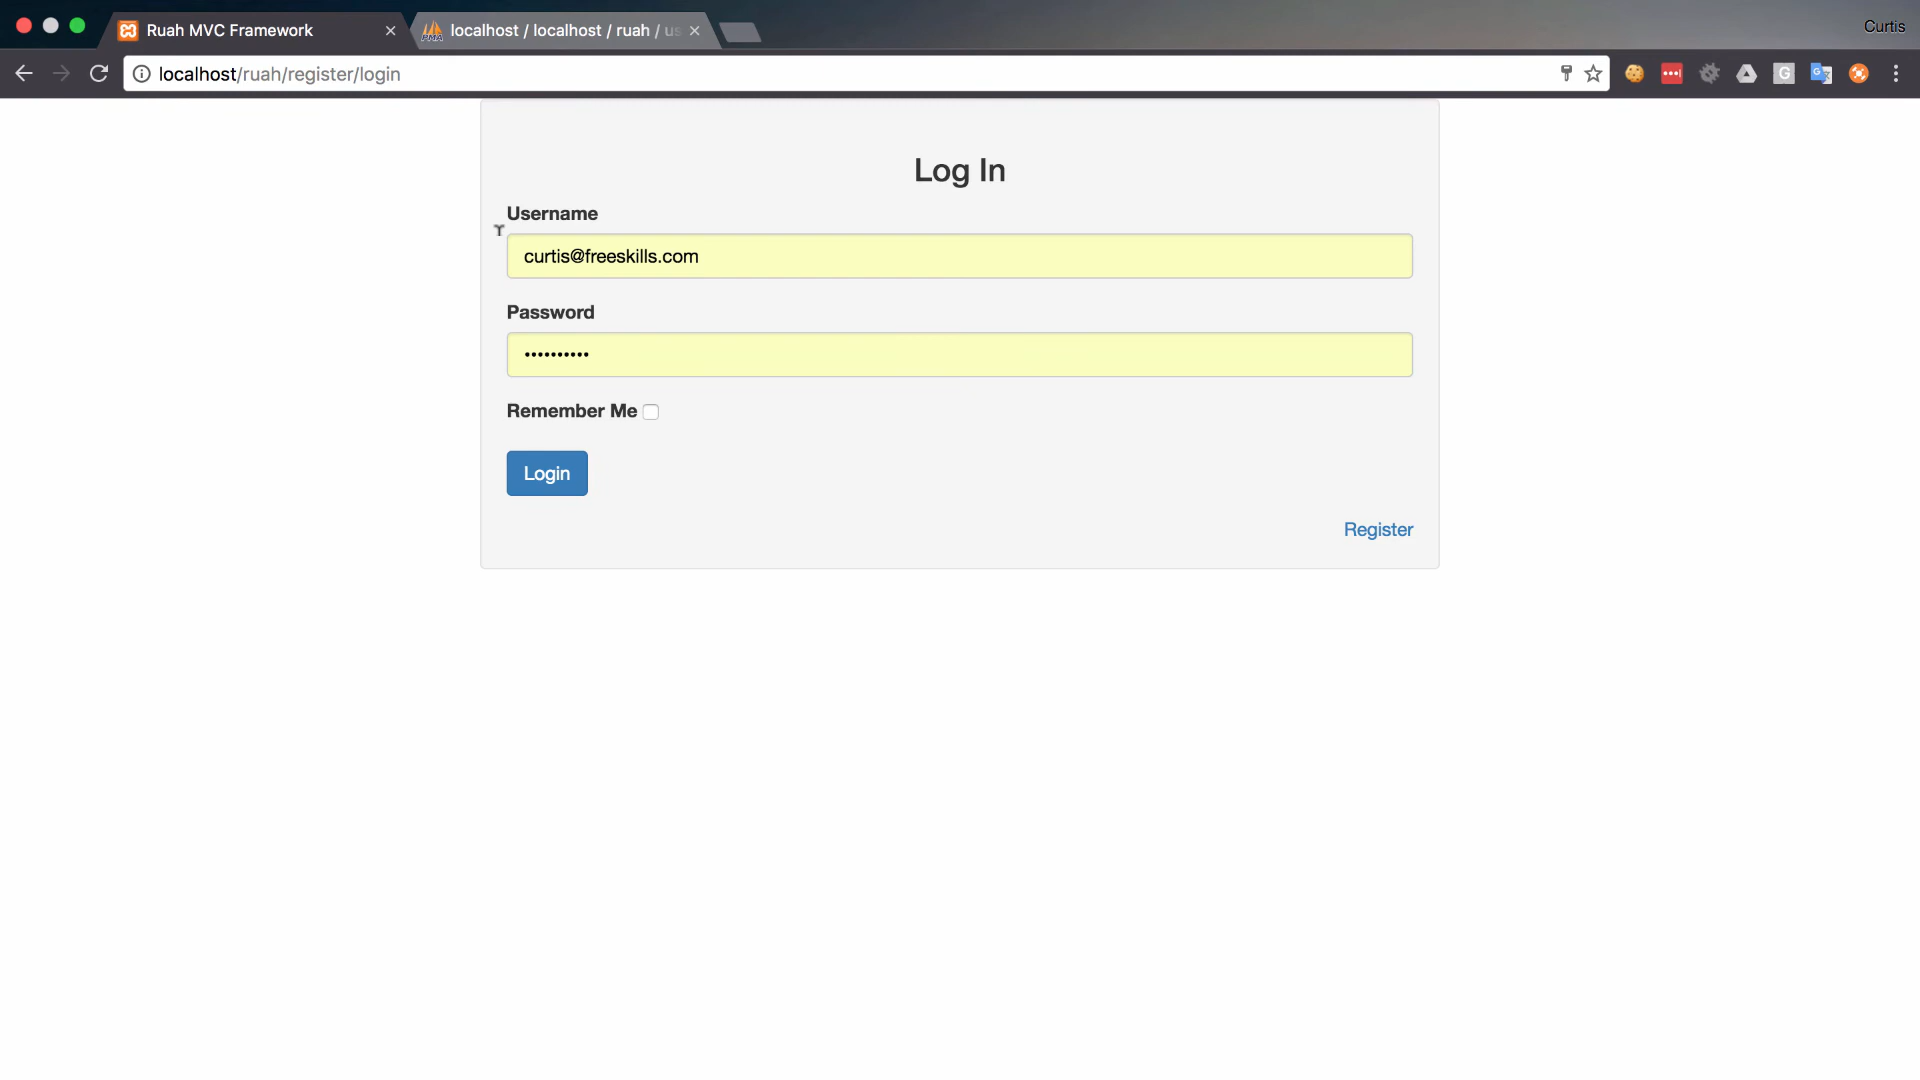 Ruah MVC Framework
localhost / localhost / ruah / us
Curtis
localhost/ruah/register/login
Log In
Username
curtis@freeskills.com
Password
••••••••••
Remember Me
Login
Register